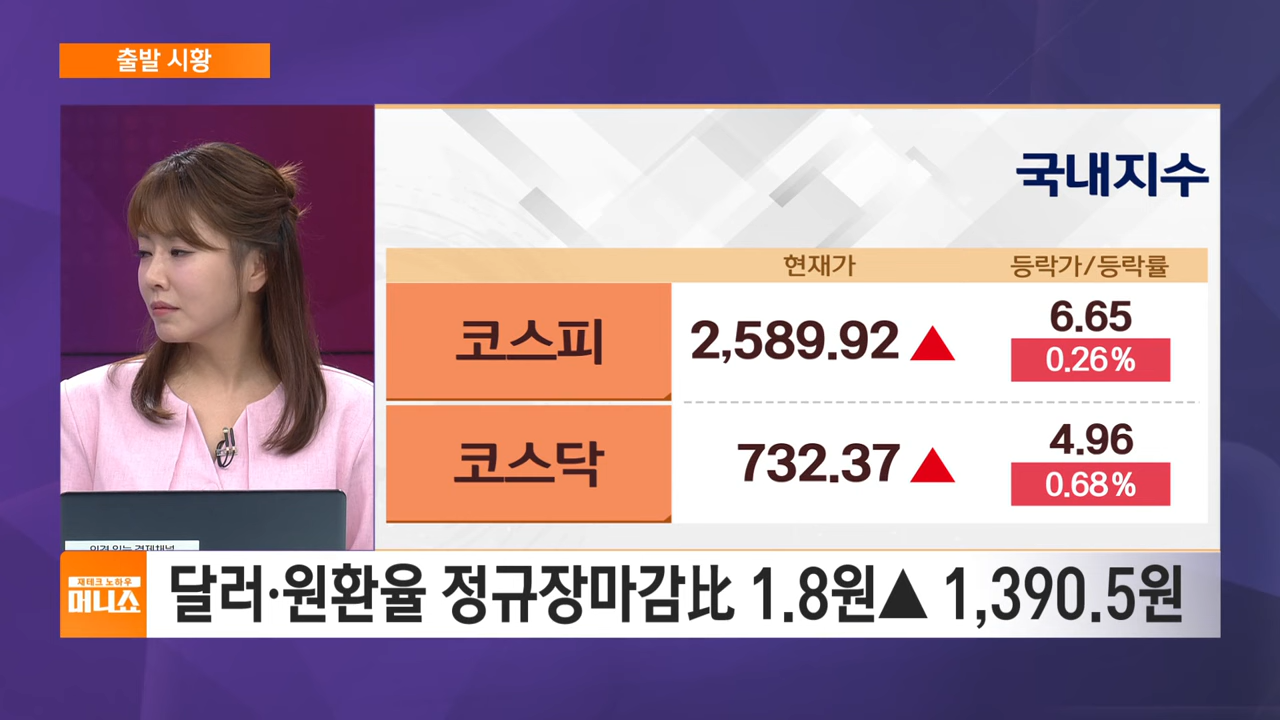 출발 시황
국내지수
현재가 등락가/등락률
코스피 2,589.92 ▲ 6.65
0.26%
코스닥 732.37 ▲ 4.96
0.68%
재테크 노하우
머니쇼
달러·원환율 정규장마감比 1.8원▲ 1,390.5원